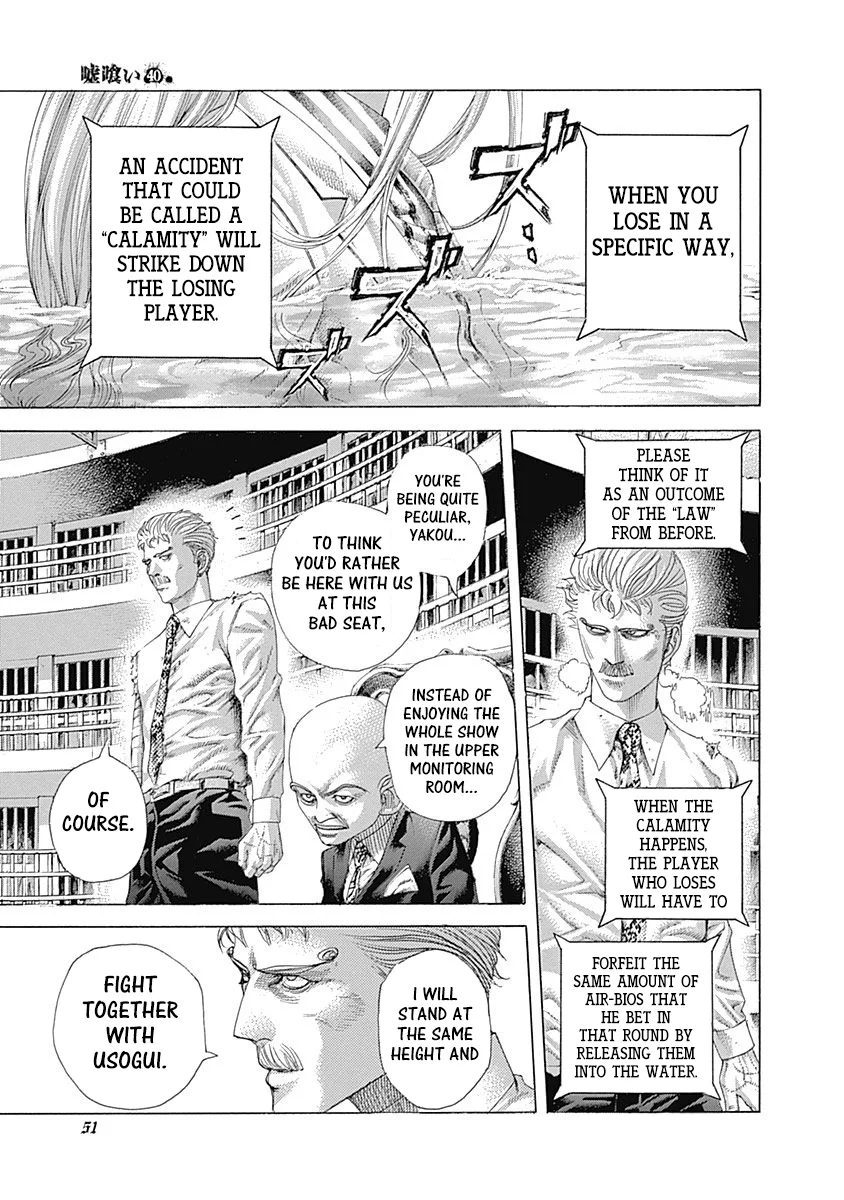 嘘喰い 40.
WHEN YOU
LOSE IN A
SPECIFIC WAY,
ズ
ズ
ズ
AN ACCIDENT
THAT COULD
BE CALLED A
“CALAMITY” WILL
STRIKE DOWN
THE LOSING
PLAYER.
PLEASE
THINK OF IT
AS AN OUTCOME
OF THE “LAW”
FROM BEFORE.
WHEN THE
CALAMITY
HAPPENS,
THE PLAYER
WHO LOSES
WILL HAVE TO
FORFEIT THE
SAME AMOUNT OF
AIR-BIOS THAT
HE BET IN
THAT ROUND BY
RELEASING THEM
INTO THE WATER.
YOU'RE
BEING QUITE
PECULIAR,
YAKOU...
TO THINK
YOU'D RATHER
BE HERE WITH US
AT THIS
BAD SEAT,
INSTEAD OF
ENJOYING THE
WHOLE SHOW
IN THE UPPER
MONITORING
ROOM...
OF
COURSE.
I WILL
STAND AT
THE SAME
HEIGHT AND
FIGHT
TOGETHER
WITH
USOGUI.
51